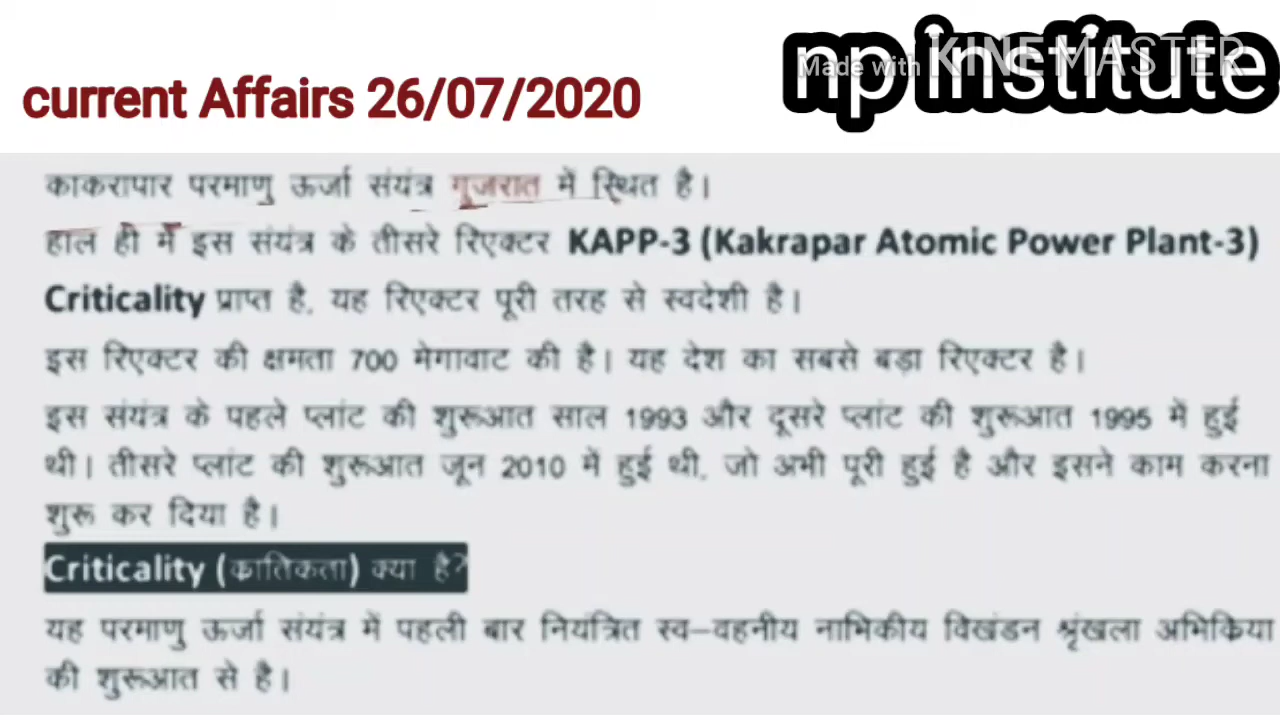 np institute
Made with KINEMASTER
current Affairs 26/07/2020
काकरापार परमाणु ऊर्जा संयंत्र गुजरात में स्थित है।
हाल ही में इस संयंत्र के तीसरे रिएक्टर KAPP-3 (Kakrapar Atomic Power Plant-3)
Criticality प्राप्त है, यह रिएक्टर पूरी तरह से स्वदेशी है।
इस रिएक्टर की क्षमता 700 मेगावाट की है। यह देश का सबसे बड़ा रिएक्टर है।
इस संयंत्र के पहले प्लांट की शुरूआत साल 1993 और दूसरे प्लांट की शुरूआत 1995 में हुई
थी। तीसरे प्लांट की शुरूआत जून 2010 में हुई थी, जो अभी पूरी हुई है और इसने काम करना
शुरू कर दिया है।
Criticality (क्रातिकता) क्या है?
यह परमाणु ऊर्जा संयंत्र में पहली बार नियंत्रित स्व-वहनीय नाभिकीय विखंडन श्रृंखला अभिक्रिया
की शुरूआत से है।